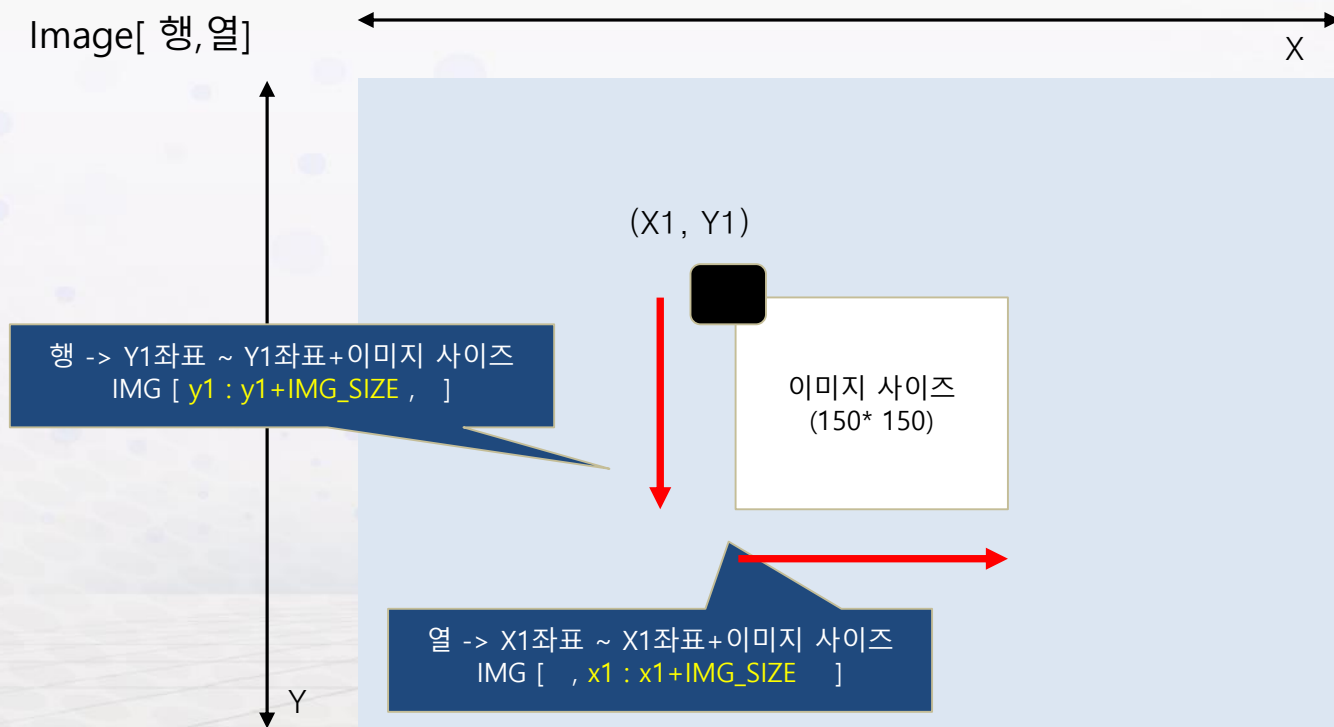 Image[ 행,열]
X
(X1, Y1)
행 -> Y1좌표 ~ Y1좌표+이미지 사이즈
IMG [ y1 : y1+IMG_SIZE ,   ]
이미지 사이즈
(150* 150)
열 -> X1좌표 ~ X1좌표+이미지 사이즈
IMG [   , x1 : x1+IMG_SIZE    ]
Y